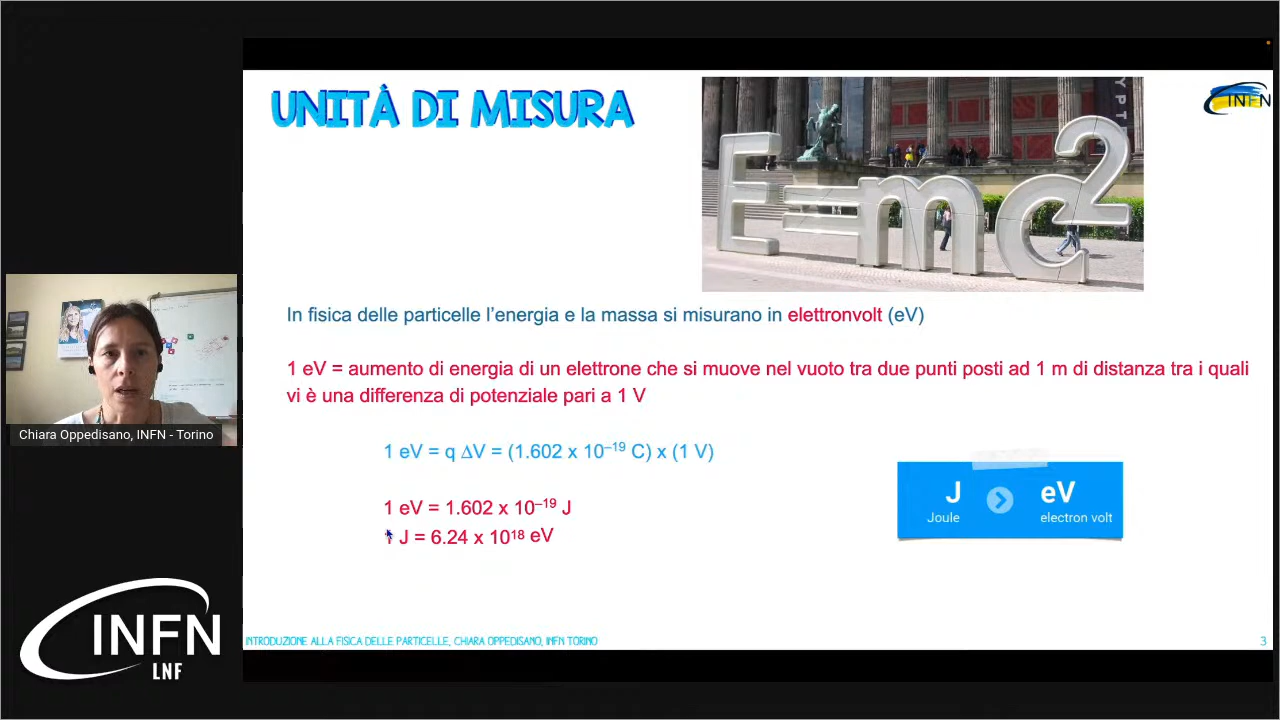 UNITÀ DI MISURA
INFN
E=mc²
In fisica delle particelle l'energia e la massa si misurano in elettronvolt (eV)
1 eV = aumento di energia di un elettrone che si muove nel vuoto tra due punti posti ad 1 m di distanza tra i quali
vi è una differenza di potenziale pari a 1 V
1 eV = q ΔV = (1.602 x 10⁻¹⁹ C) x (1 V)
1 eV = 1.602 x 10⁻¹⁹ J
1 J = 6.24 x 10¹⁸ eV
J eV
Joule electron volt
Chiara Oppedisano, INFN - Torino
INFN
LNF
INTRODUZIONE ALLA FISICA DELLE PARTICELLE, CHIARA OPPEDISANO, INFN TORINO
3